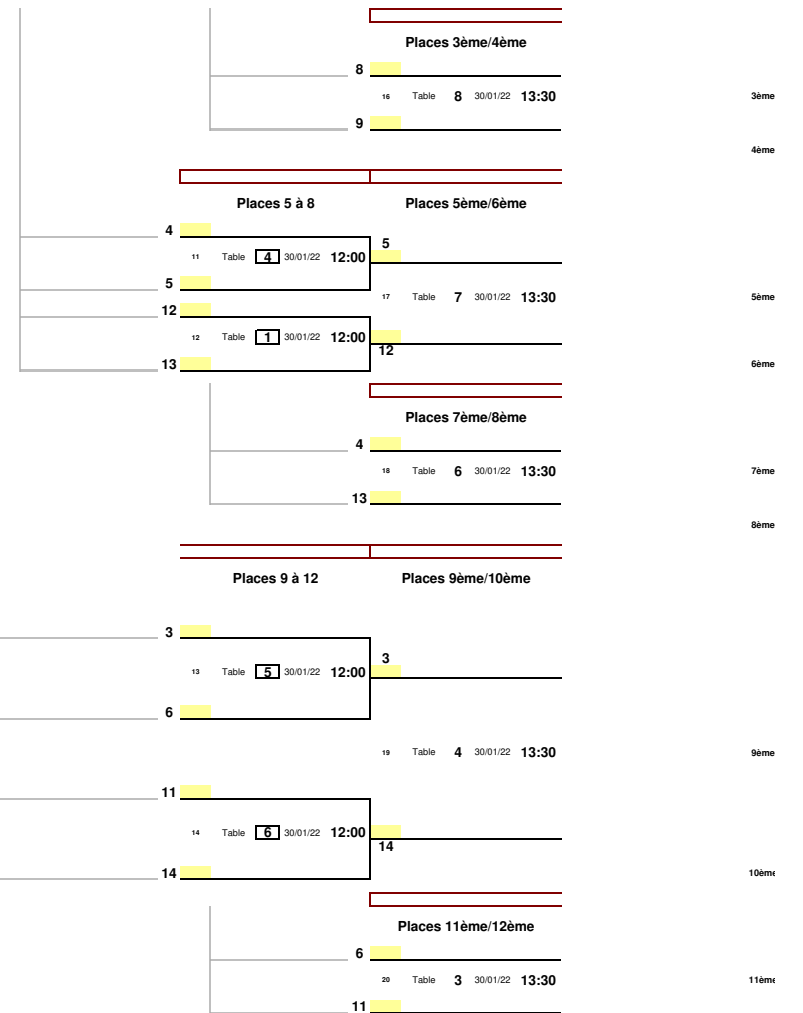 Places 3ème/4ème
8
16 Table 8 30/01/22 13:30 3ème
9
4ème
Places 5 à 8 Places 5ème/6ème
4
5
11 Table 4 30/01/22 12:00
5
17 Table 7 30/01/22 13:30 5ème
12
12 Table 1 30/01/22 12:00
12
13
6ème
Places 7ème/8ème
4
18 Table 6 30/01/22 13:30 7ème
13
8ème
Places 9 à 12 Places 9ème/10ème
3
3
13 Table 5 30/01/22 12:00
6
19 Table 4 30/01/22 13:30 9ème
11
14 Table 6 30/01/22 12:00
14
14
10ème
Places 11ème/12ème
6
20 Table 3 30/01/22 13:30 11ème
11